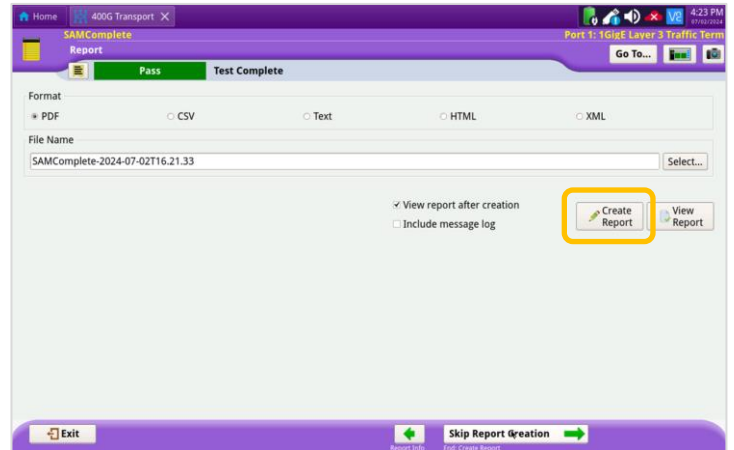 Home 400G Transport X 4:23 PM
07/02/2024
SAMComplete Port 1: 1GigE Layer 3 Traffic Term
Report Go To...
Pass Test Complete
Format
PDF CSV Text HTML XML
File Name
SAMComplete-2024-07-02T16.21.33 Select...
View report after creation
Include message log
Create
Report
View
Report
Exit Skip Report Creation
Report Info End: Create Report